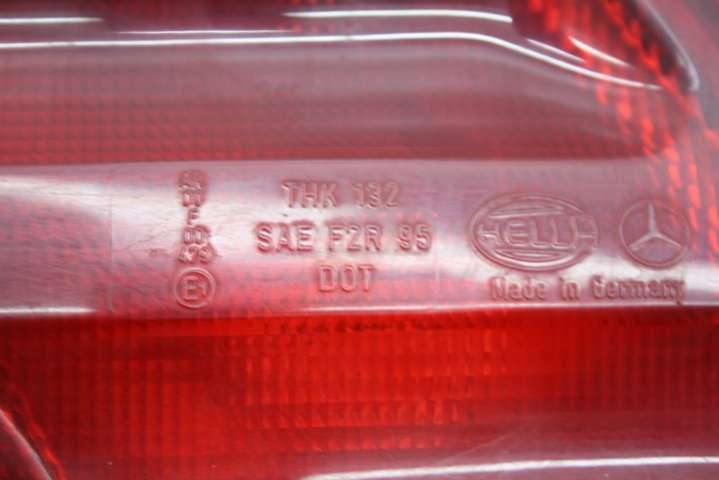 THK 132
SAE F2R 95
DOT
E1
HELLA
Made in Germany